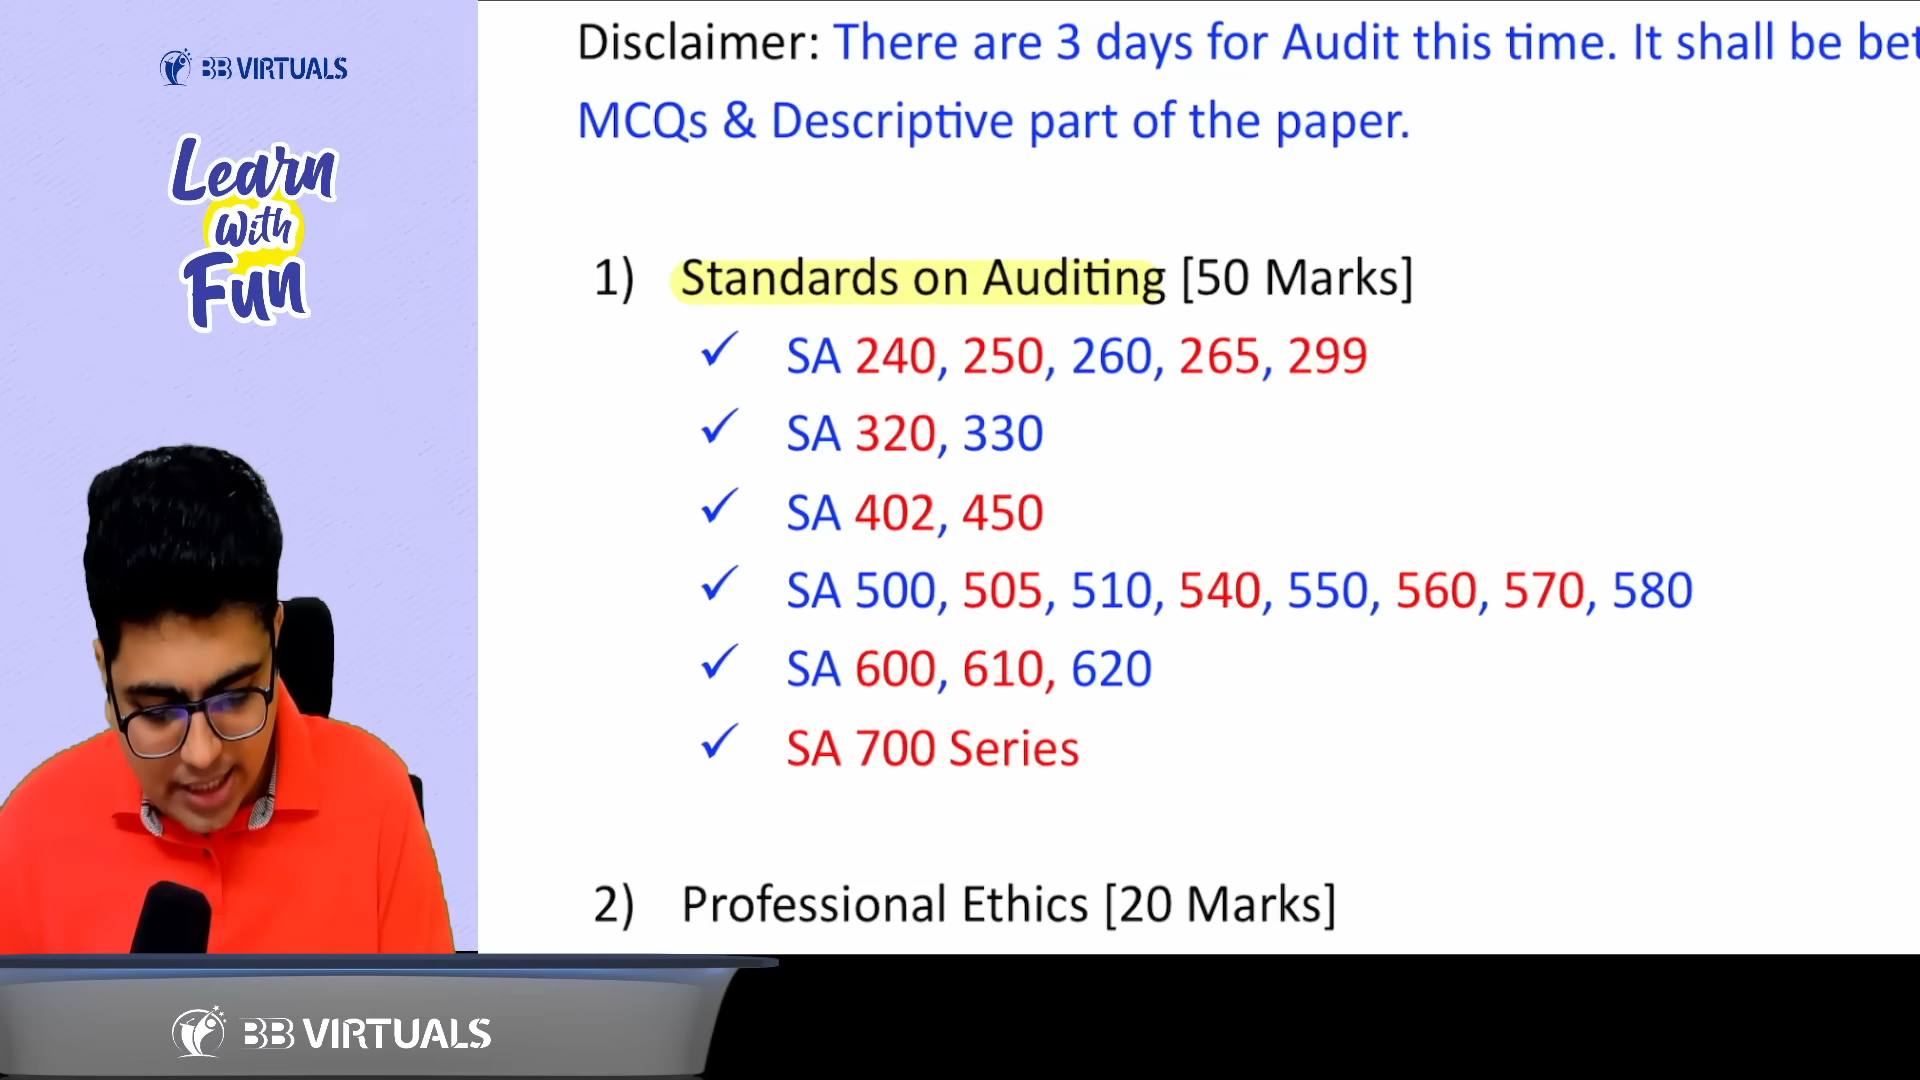 BB VIRTUALS
Learn
With
Fun
Disclaimer: There are 3 days for Audit this time. It shall be bet
MCQs & Descriptive part of the paper.
1) Standards on Auditing [50 Marks]
✓ SA 240, 250, 260, 265, 299
✓ SA 320, 330
✓ SA 402, 450
✓ SA 500, 505, 510, 540, 550, 560, 570, 580
✓ SA 600, 610, 620
✓ SA 700 Series
2) Professional Ethics [20 Marks]
BB VIRTUALS